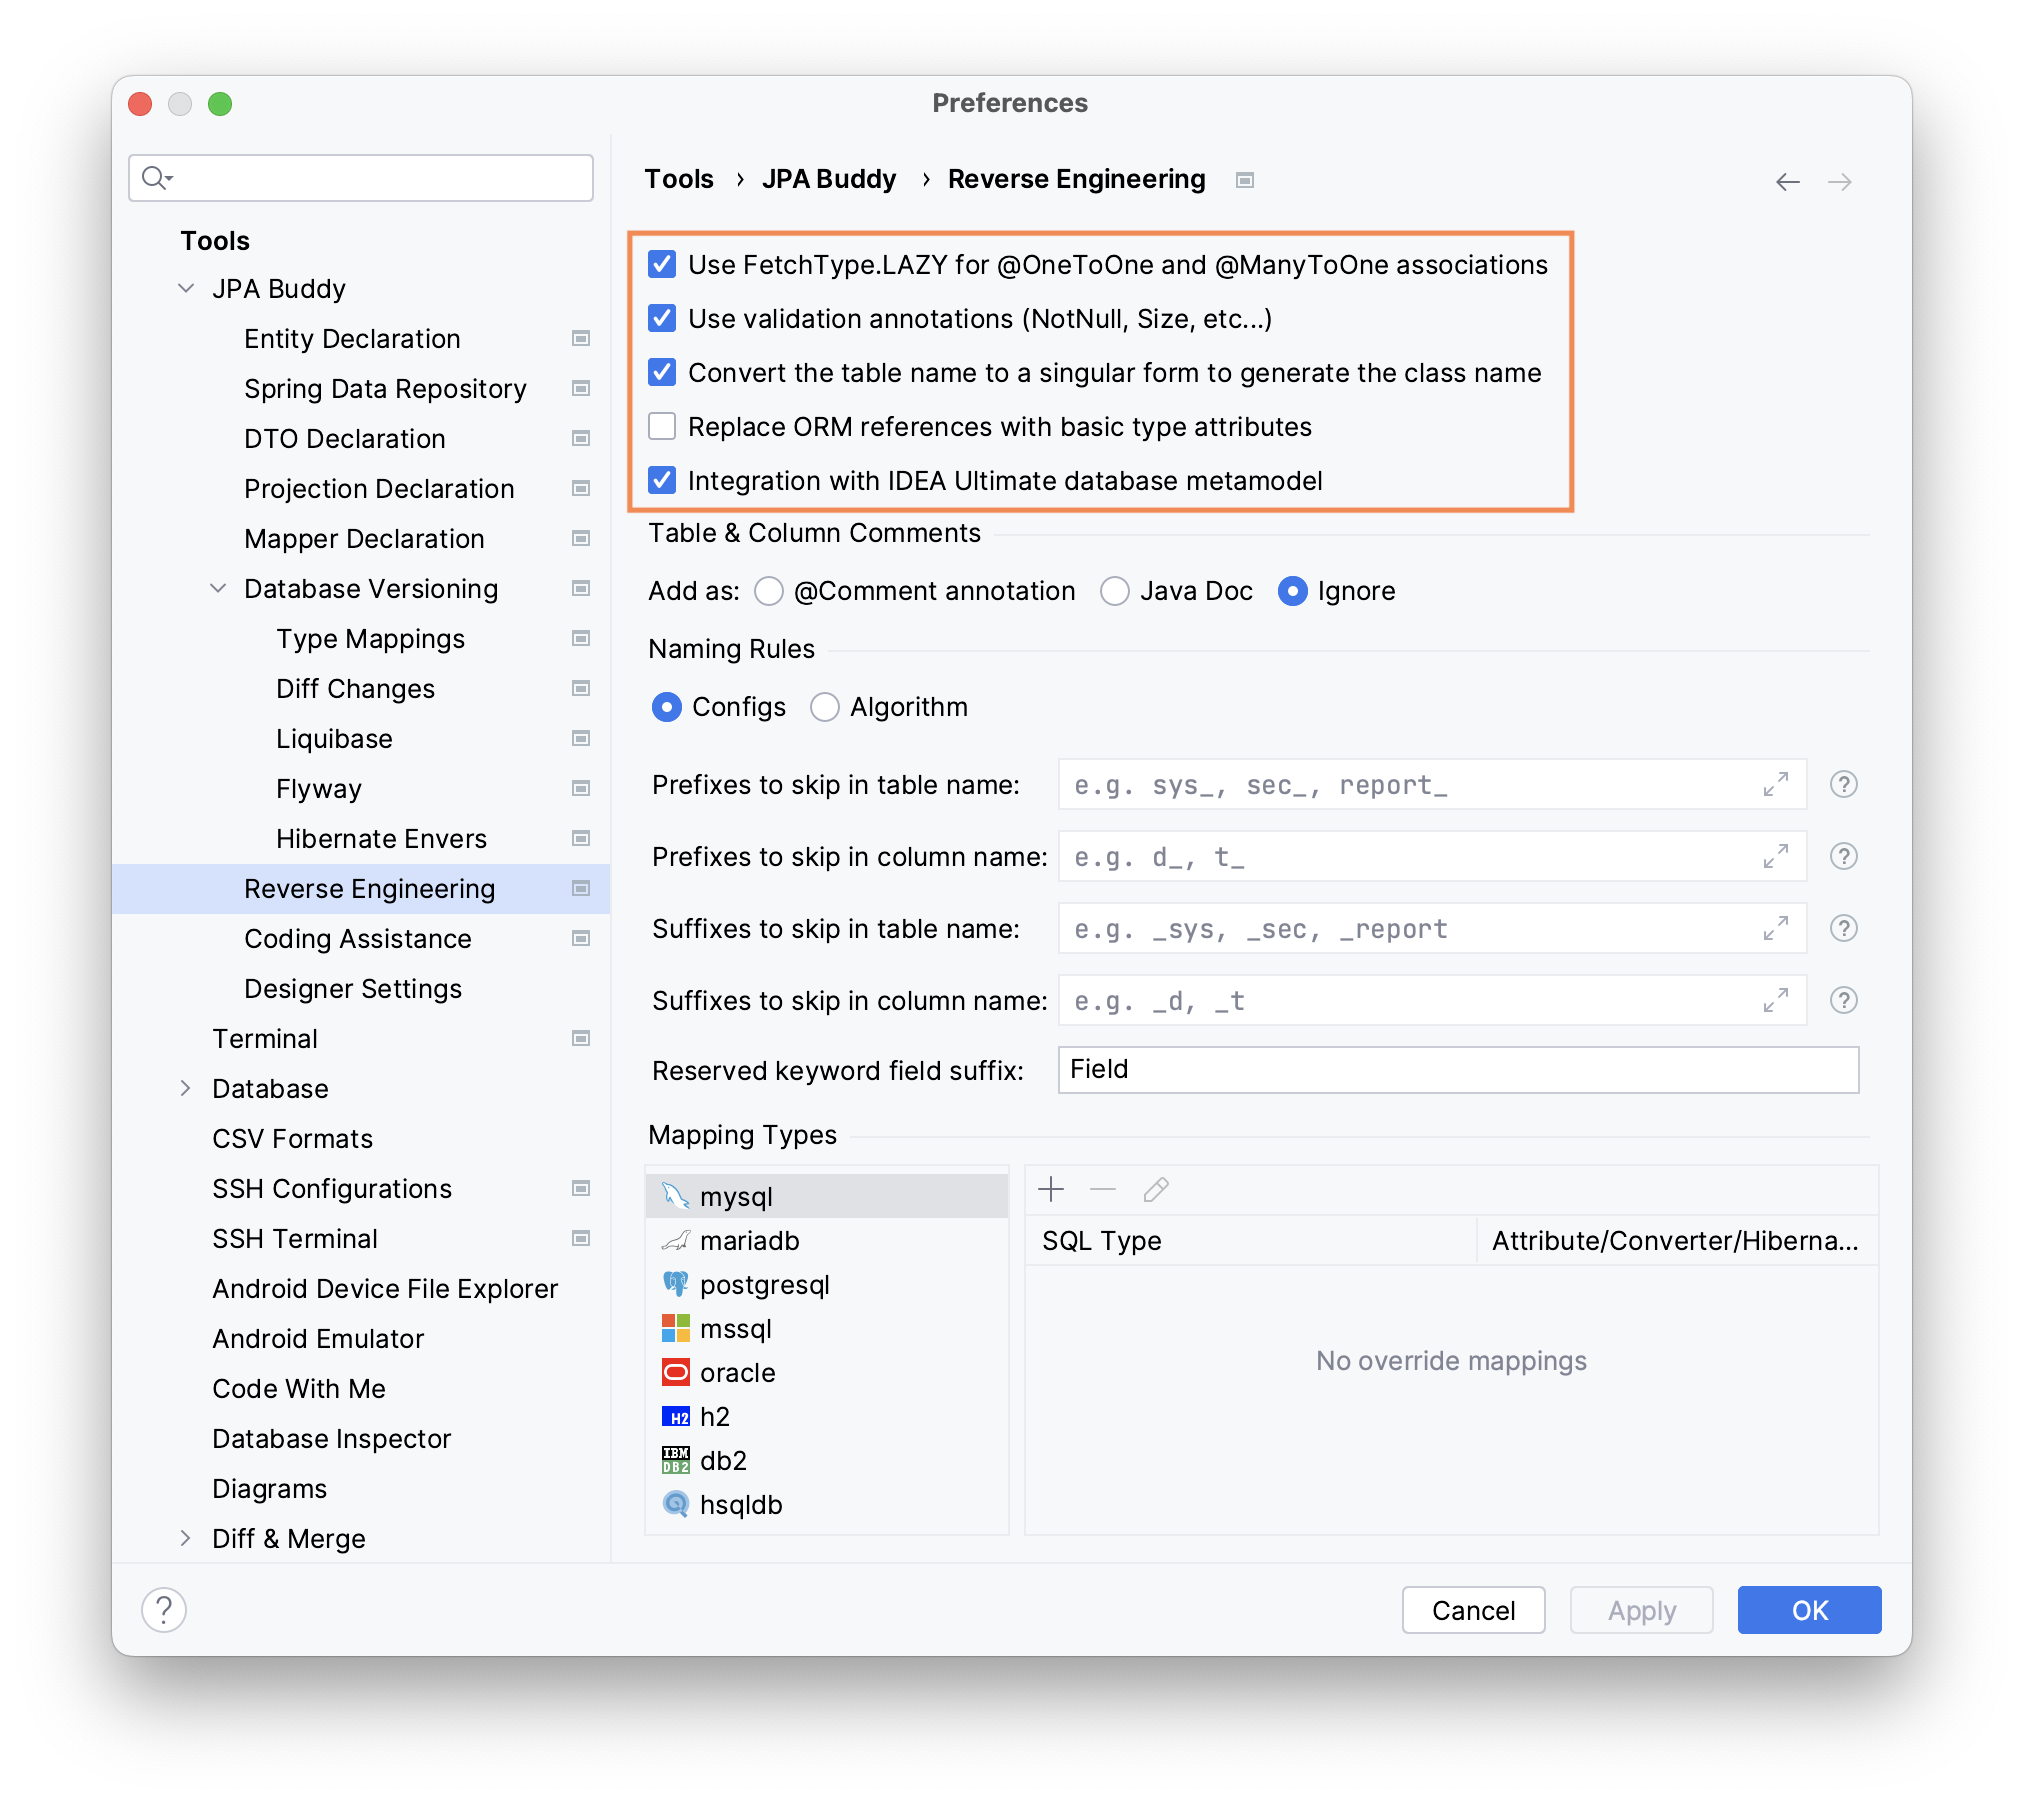 Preferences
Tools › JPA Buddy › Reverse Engineering
Tools
JPA Buddy
Entity Declaration
Spring Data Repository
DTO Declaration
Projection Declaration
Mapper Declaration
Database Versioning
Type Mappings
Diff Changes
Liquibase
Flyway
Hibernate Envers
Reverse Engineering
Coding Assistance
Designer Settings
Terminal
Database
CSV Formats
SSH Configurations
SSH Terminal
Android Device File Explorer
Android Emulator
Code With Me
Database Inspector
Diagrams
Diff & Merge
Use FetchType.LAZY for @OneToOne and @ManyToOne associations
Use validation annotations (NotNull, Size, etc...)
Convert the table name to a singular form to generate the class name
Replace ORM references with basic type attributes
Integration with IDEA Ultimate database metamodel
Table & Column Comments
Add as: @Comment annotation Java Doc Ignore
Naming Rules
Configs Algorithm
Prefixes to skip in table name: e.g. sys_, sec_, report_ ?
Prefixes to skip in column name: e.g. d_, t_ ?
Suffixes to skip in table name: e.g. _sys, _sec, _report ?
Suffixes to skip in column name: e.g. _d, _t ?
Reserved keyword field suffix: Field
Mapping Types
mysql
mariadb
postgresql
mssql
oracle
H2 h2
IBM DB2 db2
hsqldb
SQL Type Attribute/Converter/Hiberna...
No override mappings
? Cancel Apply OK